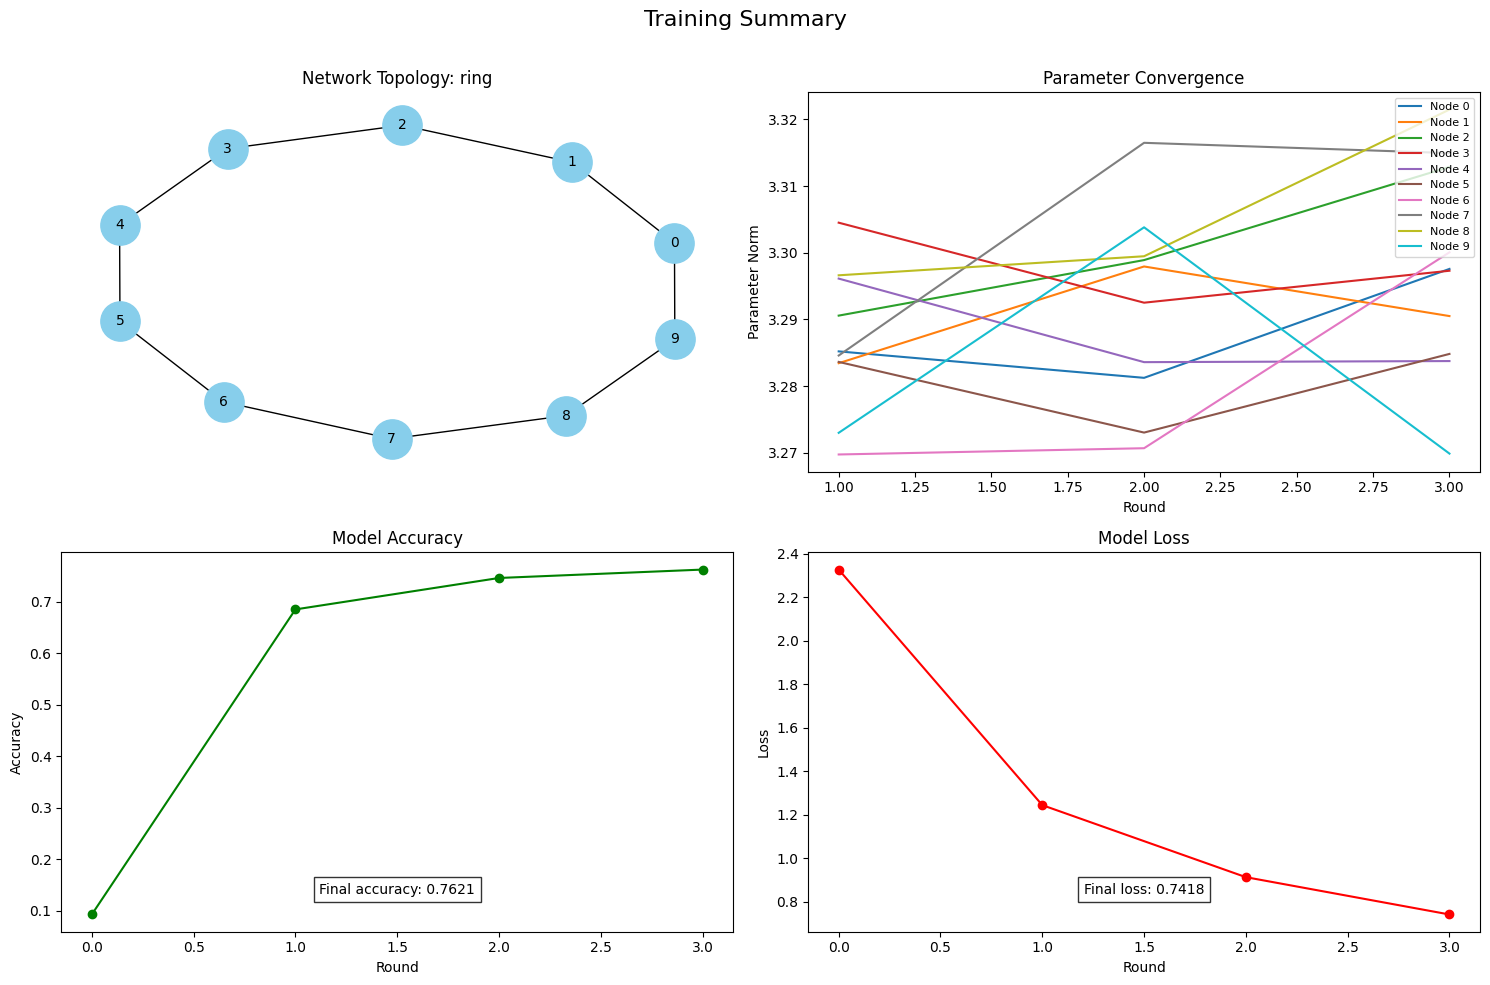 Training Summary
Network Topology: ring
2
3
1
4
0
5
9
6
8
7
Parameter Convergence
Parameter Norm
3.32
3.31
3.30
3.29
3.28
3.27
Node 0
Node 1
Node 2
Node 3
Node 4
Node 5
Node 6
Node 7
Node 8
Node 9
1.00 1.25 1.50 1.75 2.00 2.25 2.50 2.75 3.00
Round
Model Accuracy
Accuracy
0.7
0.6
0.5
0.4
0.3
0.2
0.1
Final accuracy: 0.7621
0.0 0.5 1.0 1.5 2.0 2.5 3.0
Round
Model Loss
Loss
2.4
2.2
2.0
1.8
1.6
1.4
1.2
1.0
0.8
Final loss: 0.7418
0.0 0.5 1.0 1.5 2.0 2.5 3.0
Round